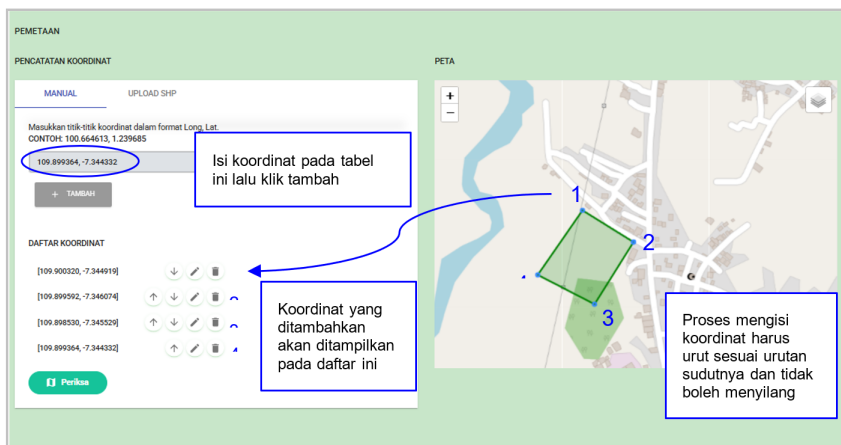 PEMETAAN
PENCATATAN KOORDINAT
PETA
MANUAL
UPLOAD SHP
Masukkan titik-titik koordinat dalam format Long, Lat.
CONTOH: 100.664613, 1.239685
109.899364, -7.344332
+ TAMBAH
Isi koordinat pada tabel
ini lalu klik tambah
DAFTAR KOORDINAT
[109.900320, -7.344919]
[109.899592, -7.346074]
[109.898530, -7.345529]
[109.899364, -7.344332]
Periksa
Koordinat yang
ditambahkan
akan ditampilkan
pada daftar ini
+
−
1
2
3
Proses mengisi
koordinat harus
urut sesuai urutan
sudutnya dan tidak
boleh menyilang